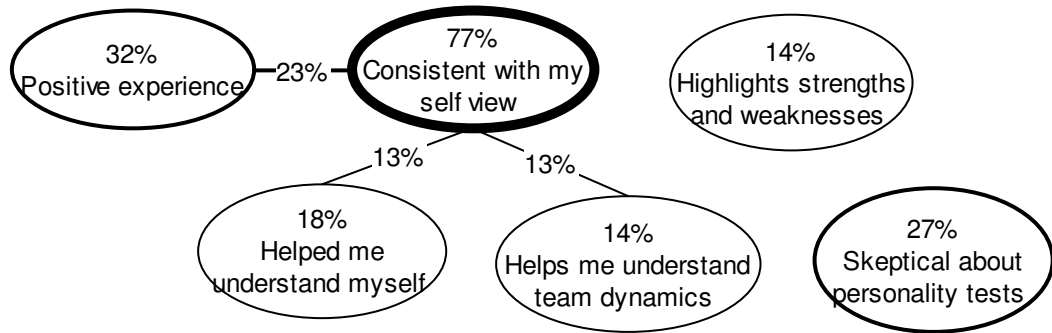 32%
Positive experience
23%
77%
Consistent with my
self view
14%
Highlights strengths
and weaknesses
13%
13%
18%
Helped me
understand myself
14%
Helps me understand
team dynamics
27%
Skeptical about
personality tests